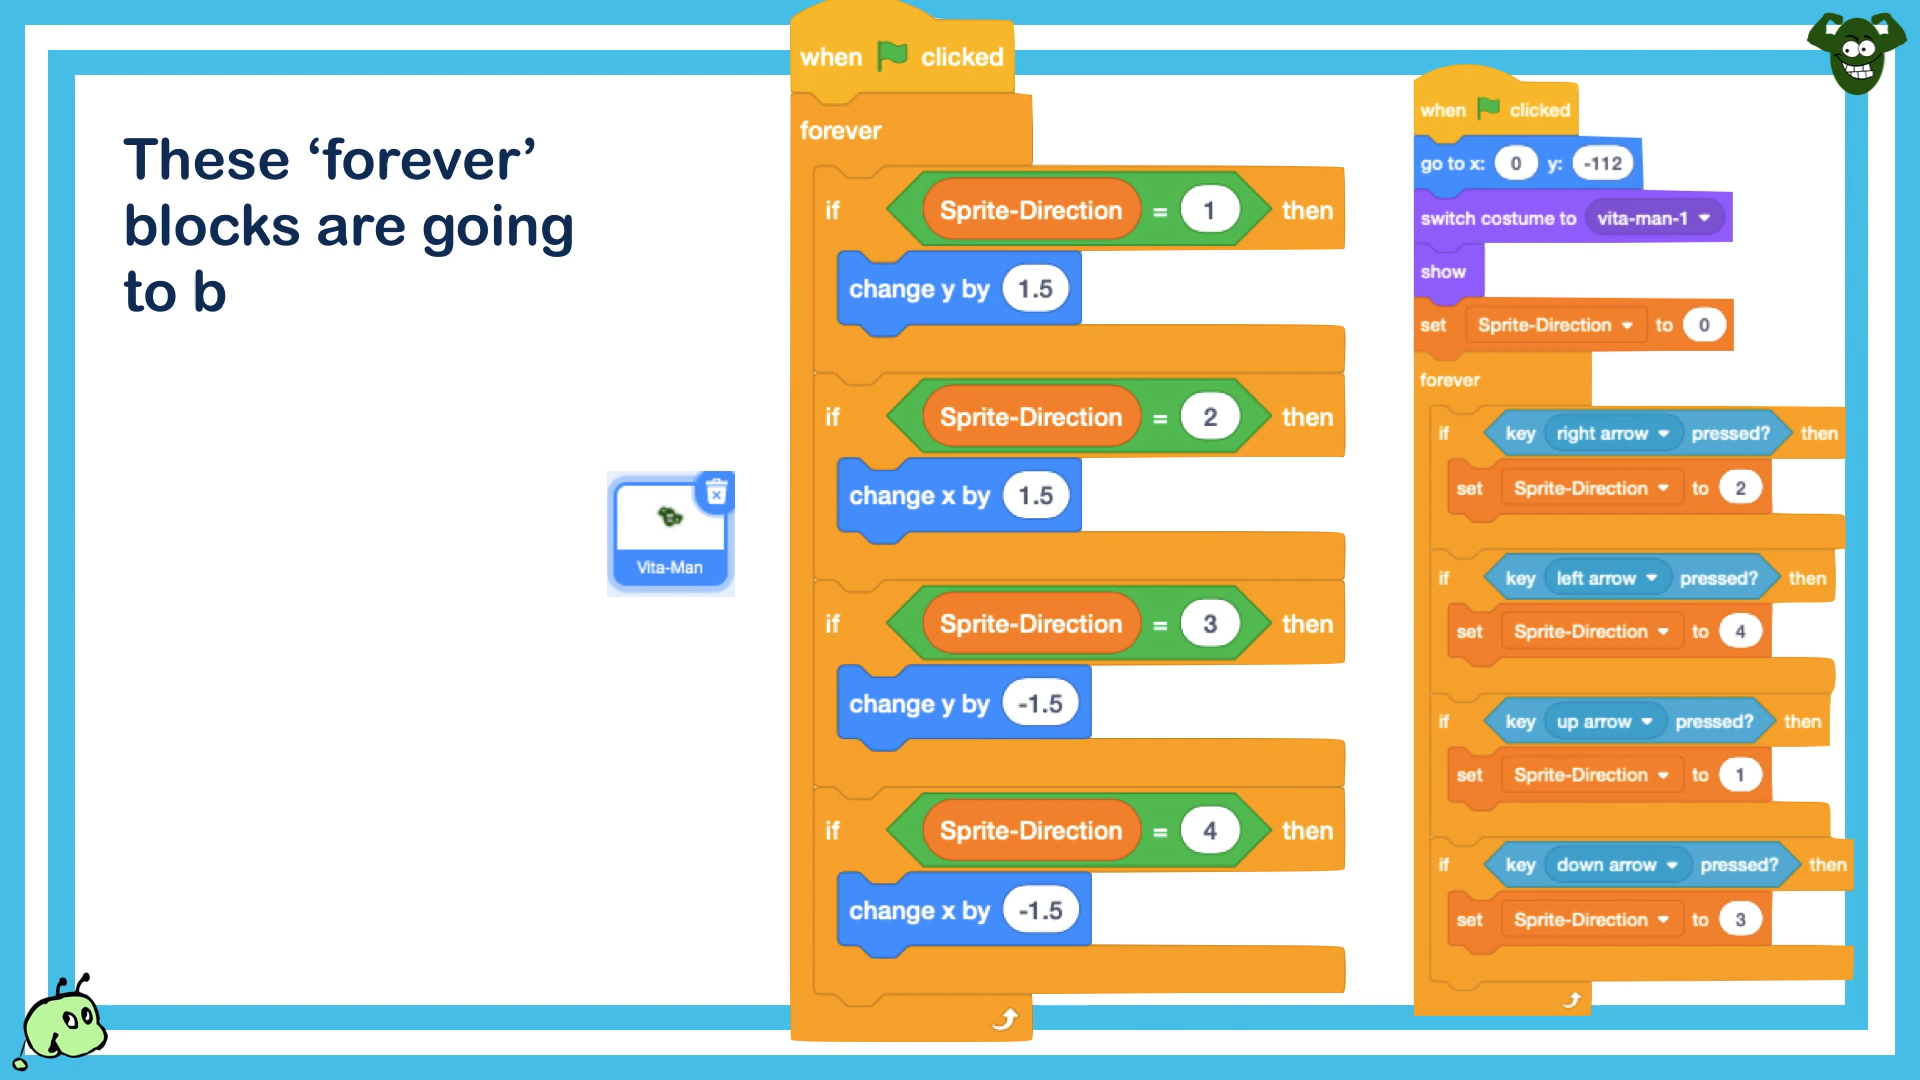 These ‘forever’
blocks are going
to b
Vita-Man
when clicked
forever
if Sprite-Direction = 1 then
change y by 1.5
if Sprite-Direction = 2 then
change x by 1.5
if Sprite-Direction = 3 then
change y by -1.5
if Sprite-Direction = 4 then
change x by -1.5
when clicked
go to x: 0 y: -112
switch costume to vita-man-1
show
set Sprite-Direction to 0
forever
if key right arrow pressed? then
set Sprite-Direction to 2
if key left arrow pressed? then
set Sprite-Direction to 4
if key up arrow pressed? then
set Sprite-Direction to 1
if key down arrow pressed? then
set Sprite-Direction to 3